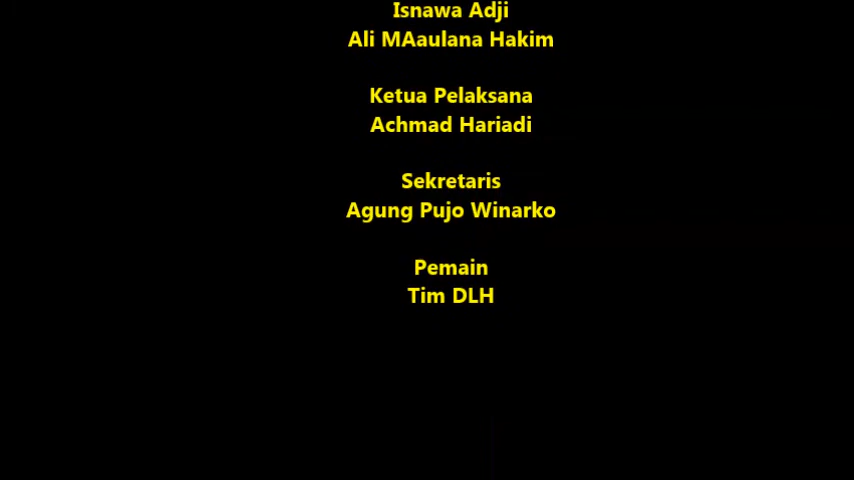 Isnawa Adji
Ali MAaulana Hakim
Ketua Pelaksana
Achmad Hariadi
Sekretaris
Agung Pujo Winarko
Pemain
Tim DLH